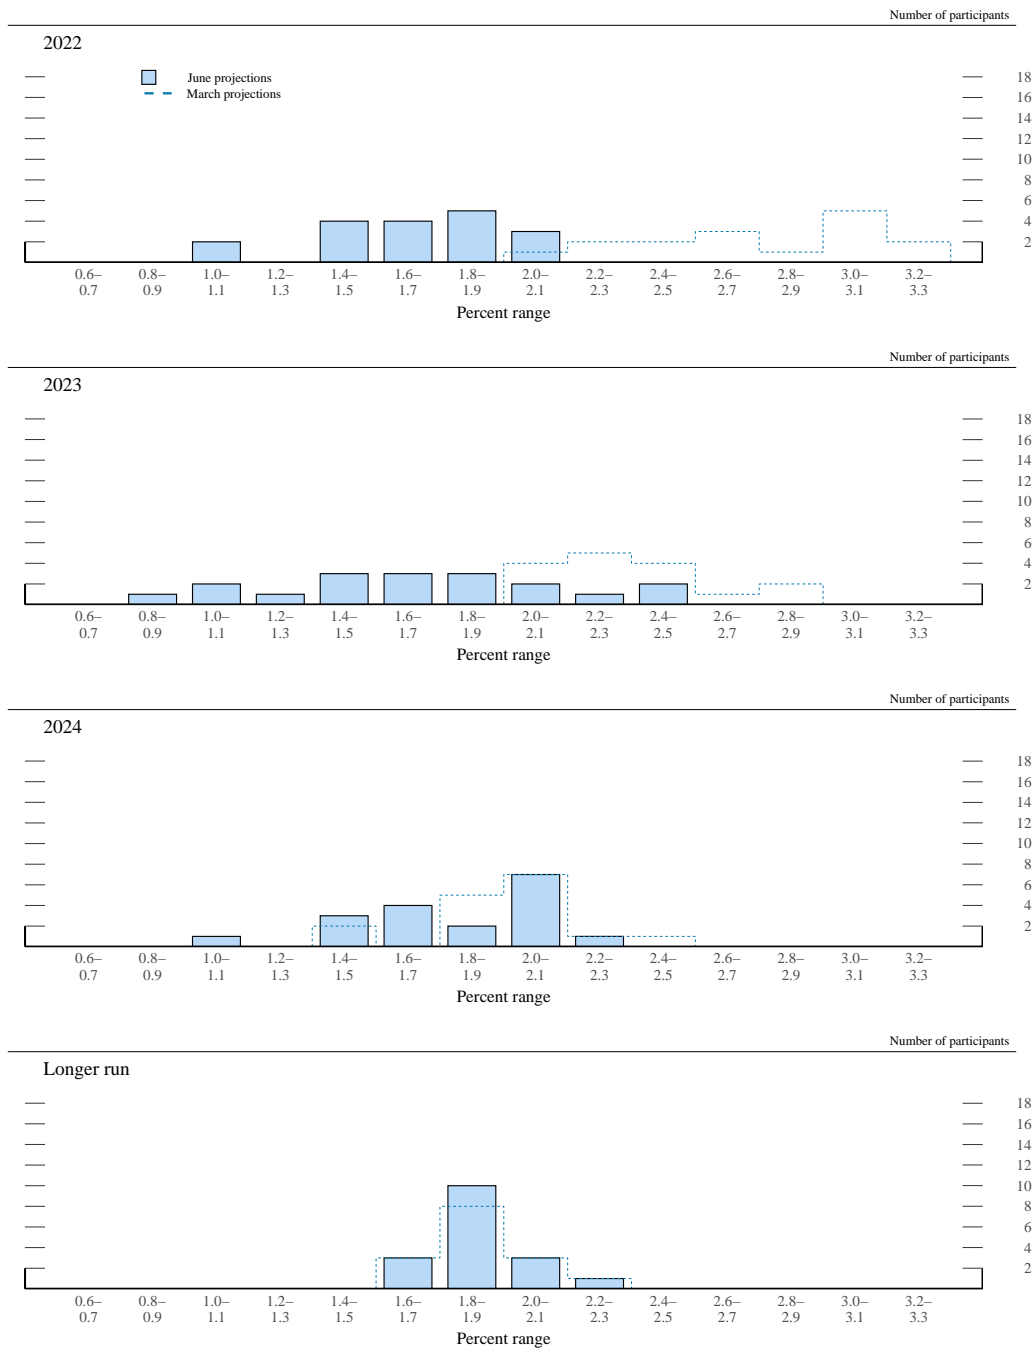 Number of participants
2022
June projections
March projections
18
16
14
12
10
8
6
4
2
0.6– 0.8– 1.0– 1.2– 1.4– 1.6– 1.8– 2.0– 2.2– 2.4– 2.6– 2.8– 3.0– 3.2–
0.7 0.9 1.1 1.3 1.5 1.7 1.9 2.1 2.3 2.5 2.7 2.9 3.1 3.3
Percent range
Number of participants
2023
18
16
14
12
10
8
6
4
2
0.6– 0.8– 1.0– 1.2– 1.4– 1.6– 1.8– 2.0– 2.2– 2.4– 2.6– 2.8– 3.0– 3.2–
0.7 0.9 1.1 1.3 1.5 1.7 1.9 2.1 2.3 2.5 2.7 2.9 3.1 3.3
Percent range
Number of participants
2024
18
16
14
12
10
8
6
4
2
0.6– 0.8– 1.0– 1.2– 1.4– 1.6– 1.8– 2.0– 2.2– 2.4– 2.6– 2.8– 3.0– 3.2–
0.7 0.9 1.1 1.3 1.5 1.7 1.9 2.1 2.3 2.5 2.7 2.9 3.1 3.3
Percent range
Number of participants
Longer run
18
16
14
12
10
8
6
4
2
0.6– 0.8– 1.0– 1.2– 1.4– 1.6– 1.8– 2.0– 2.2– 2.4– 2.6– 2.8– 3.0– 3.2–
0.7 0.9 1.1 1.3 1.5 1.7 1.9 2.1 2.3 2.5 2.7 2.9 3.1 3.3
Percent range